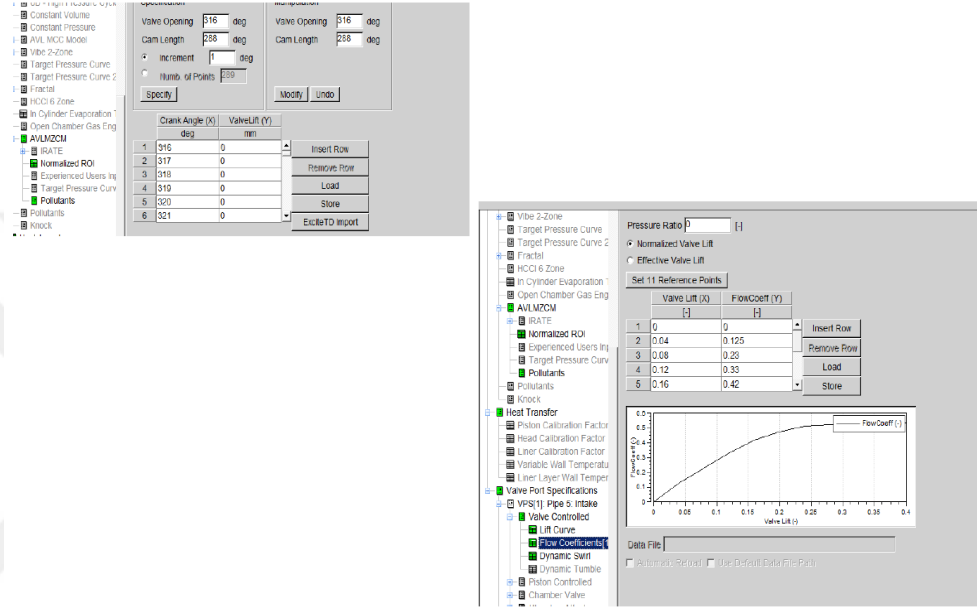 Specification
Manipulation
Constant Volume
Constant Pressure
AVL MCC Model
Vibe 2-Zone
Target Pressure Curve
Target Pressure Curve 2
Fractal
HCCI 6 Zone
In Cylinder Evaporation
Open Chamber Gas Eng
AVLMZCM
IRATE
Normalized ROI
Experienced Users Inp
Target Pressure Curv
Pollutants
Pollutants
Knock
Valve Opening 316 deg
Cam Length 288 deg
Increment 1 deg
Numb. of Points 289
Specify
Valve Opening 316 deg
Cam Length 288 deg
Modify Undo
Crank Angle (X) ValveLift (Y)
deg mm
1 316 0
2 317 0
3 318 0
4 319 0
5 320 0
6 321 0
Insert Row
Remove Row
Load
Store
ExciteTD Import
Vibe 2-Zone
Target Pressure Curve
Target Pressure Curve 2
Fractal
HCCI 6 Zone
In Cylinder Evaporation
Open Chamber Gas Eng
AVLMZCM
IRATE
Normalized ROI
Experienced Users Inp
Target Pressure Curv
Pollutants
Pollutants
Knock
Heat Transfer
Piston Calibration Factor
Head Calibration Factor
Liner Calibration Factor
Variable Wall Temperatu
Liner Layer Wall Temper
Valve Port Specifications
VPS[1]: Pipe 5: Intake
Valve Controlled
Lift Curve
Flow Coefficients[1
Dynamic Swirl
Dynamic Tumble
Piston Controlled
Chamber Valve
Pressure Ratio 0 [-]
Normalized Valve Lift
Effective Valve Lift
Set 11 Reference Points
Valve Lift (X) FlowCoeff (Y)
[-] [-]
1 0 0
2 0.04 0.125
3 0.08 0.23
4 0.12 0.33
5 0.16 0.42
Insert Row
Remove Row
Load
Store
FlowCoeff (-)
FlowCoeff (-)
0.6
0.5
0.4
0.3
0.2
0.1
0
0 0.05 0.1 0.15 0.2 0.25 0.3 0.35 0.4
Valve Lift (-)
Data File
Automatic Reload Use Default Data File Path